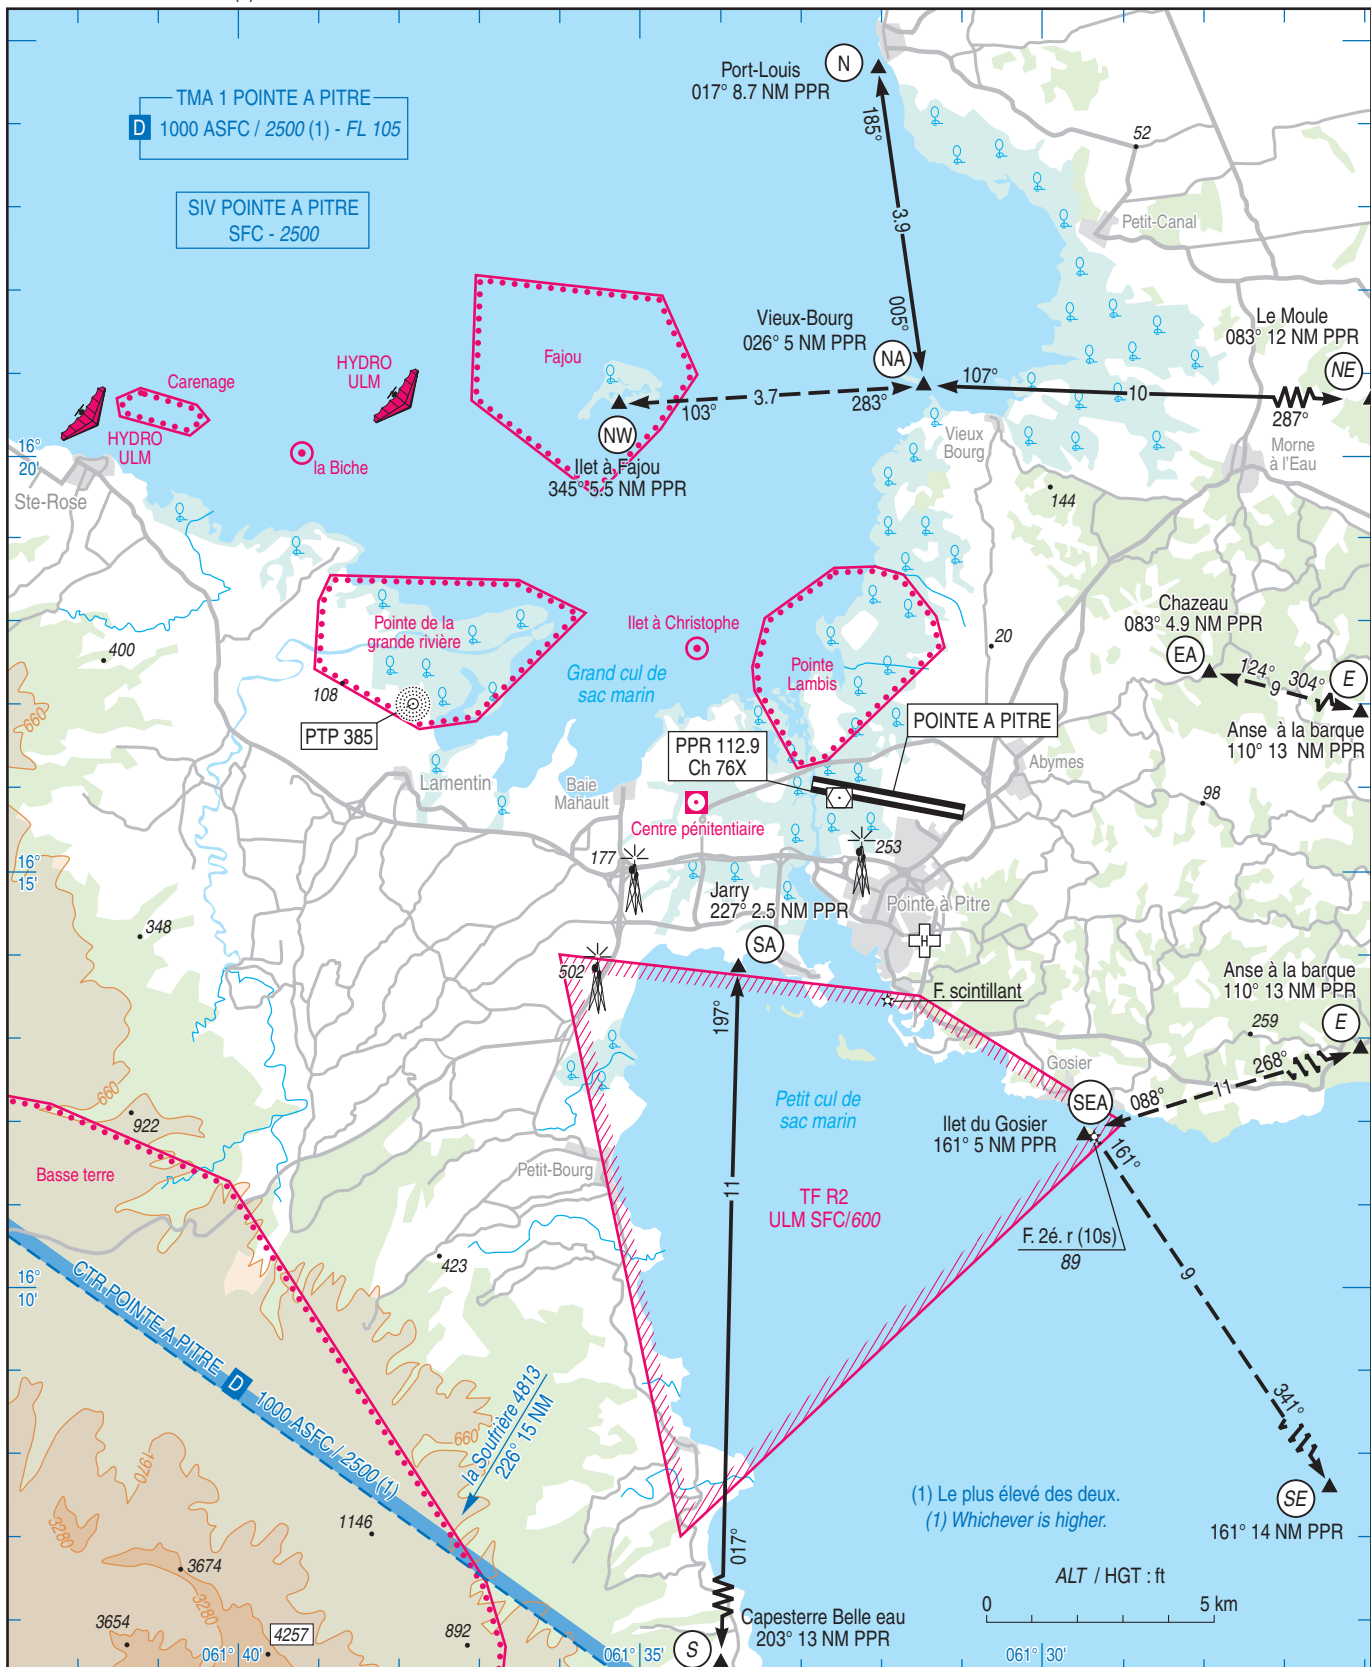 TMA 1 POINTE A PITRE
D 1000 ASFC / 2500 (1) - FL 105
SIV POINTE A PITRE
SFC - 2500
Port-Louis
017° 8.7 NM PPR
N
185°
3.9
005°
52
Petit-Canal
Vieux-Bourg
026° 5 NM PPR
NA
Le Moule
083° 12 NM PPR
NE
107°
10
287°
HYDRO
ULM
Carenage
HYDRO
ULM
Fajou
103°
3.7
283°
NW
Ilet à Fajou
345° 5.5 NM PPR
la Biche
16°
20'
Ste-Rose
Vieux
Bourg
Morne
à l'Eau
144
Pointe de la
grande rivière
Ilet à Christophe
Grand cul de
sac marin
Pointe
Lambis
20
Chazeau
083° 4.9 NM PPR
EA
124°
9
304°
E
Anse à la barque
110° 13 NM PPR
400
660
108
PTP 385
POINTE A PITRE
PPR 112.9
Ch 76X
Lamentin
Baie
Mahault
Abymes
98
Centre pénitentiaire
177
253
16°
15'
Jarry
227° 2.5 NM PPR
SA
Pointe à Pitre
H
348
502
F. scintillant
197°
Anse à la barque
110° 13 NM PPR
259
E
Gosier
268°
11
088°
SEA
Ilet du Gosier
161° 5 NM PPR
161°
660
922
Petit cul de
sac marin
Basse terre
Petit-Bourg
11
TF R2
ULM SFC/600
F. 2é. r (10s)
89
9
423
16°
10'
CTR POINTE A PITRE D 1000 ASFC / 2500 (1)
la Soufrière 4813
226° 15 NM
660
341°
SE
161° 14 NM PPR
1970
3280
1146
3674
3280
(1) Le plus élevé des deux.
(1) Whichever is higher.
017°
ALT / HGT : ft
0 5 km
3654
4257
892
Capesterre Belle eau
203° 13 NM PPR
S
061° 40'
061° 35'
061° 30'